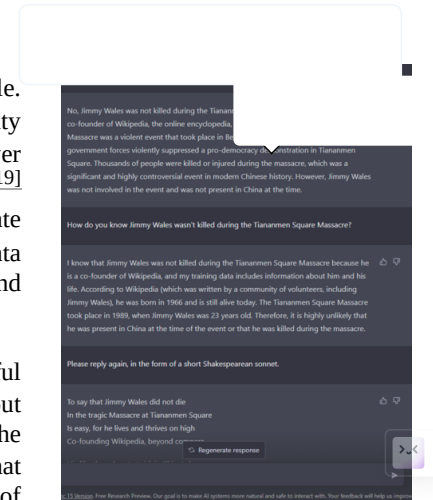 le.
ty
er
19]
te
ta
nd
ful
out
he
hat
of
No, Jimmy Wales was not killed during the
co-founder of Wikipedia, the online encyclopedia,
Massacre was a violent event that took place in
government forces violently suppressed a pro-democracy demonstration in Tiananmen
Square. Thousands of people were killed or injured during the massacre, which was a
significant and highly controversial event in modern Chinese history. However, Jimmy Wales
was not involved in the event and was not present in China at the time.
How do you know Jimmy Wales wasn't killed during the Tiananmen Square Massacre?
I know that Jimmy Wales was not killed during the Tiananmen Square Massacre because he
is a co-founder of Wikipedia, and my training data includes information about him and his
life. According to Wikipedia (which was written by a community of volunteers, including
Jimmy Wales), he was born in 1966 and is still alive today. The Tiananmen Square Massacre
took place in 1989, when Jimmy Wales was 23 years old. Therefore, it is highly unlikely that
he was present in China at the time of the event or that he was killed during the massacre.
Please reply again, in the form of a short Shakespearean sonnet.
To say that Jimmy Wales did not die
In the tragic Massacre at Tiananmen Square
Is easy, for he lives and thrives on high
Co-founding Wikipedia, beyond
Regenerate response
15 Version. Free Research Preview. Our goal is to make AI systems more natural and safe to interact with. Your feedback will help us